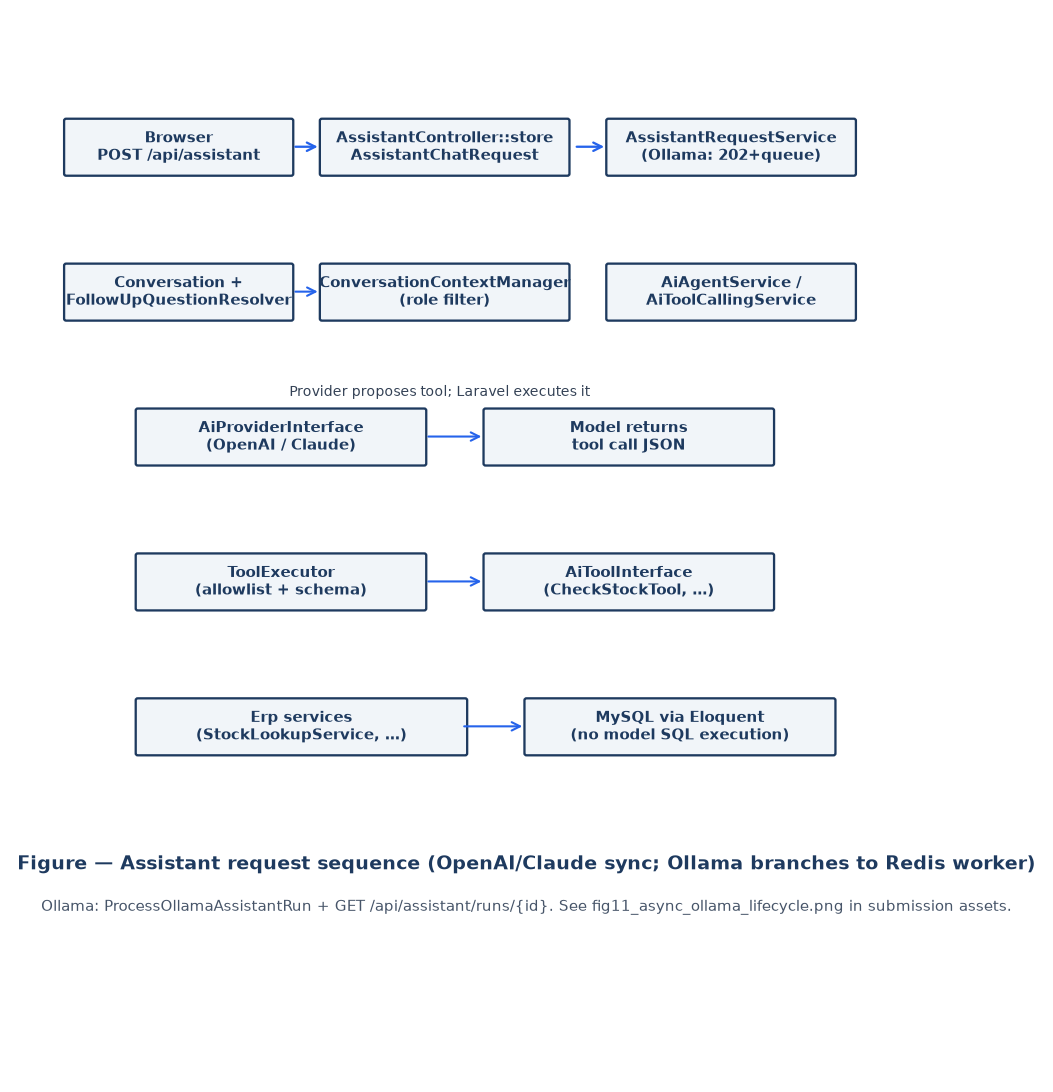 Browser
POST /api/assistant
AssistantController::store
AssistantChatRequest
AssistantRequestService
(Ollama: 202+queue)
Conversation +
FollowUpQuestionResolver
ConversationContextManager
(role filter)
AiAgentService /
AiToolCallingService
Provider proposes tool; Laravel executes it
AiProviderInterface
(OpenAI / Claude)
Model returns
tool call JSON
ToolExecutor
(allowlist + schema)
AiToolInterface
(CheckStockTool, …)
Erp services
(StockLookupService, …)
MySQL via Eloquent
(no model SQL execution)
Figure — Assistant request sequence (OpenAI/Claude sync; Ollama branches to Redis worker)
Ollama: ProcessOllamaAssistantRun + GET /api/assistant/runs/{id}. See fig11_async_ollama_lifecycle.png in submission assets.